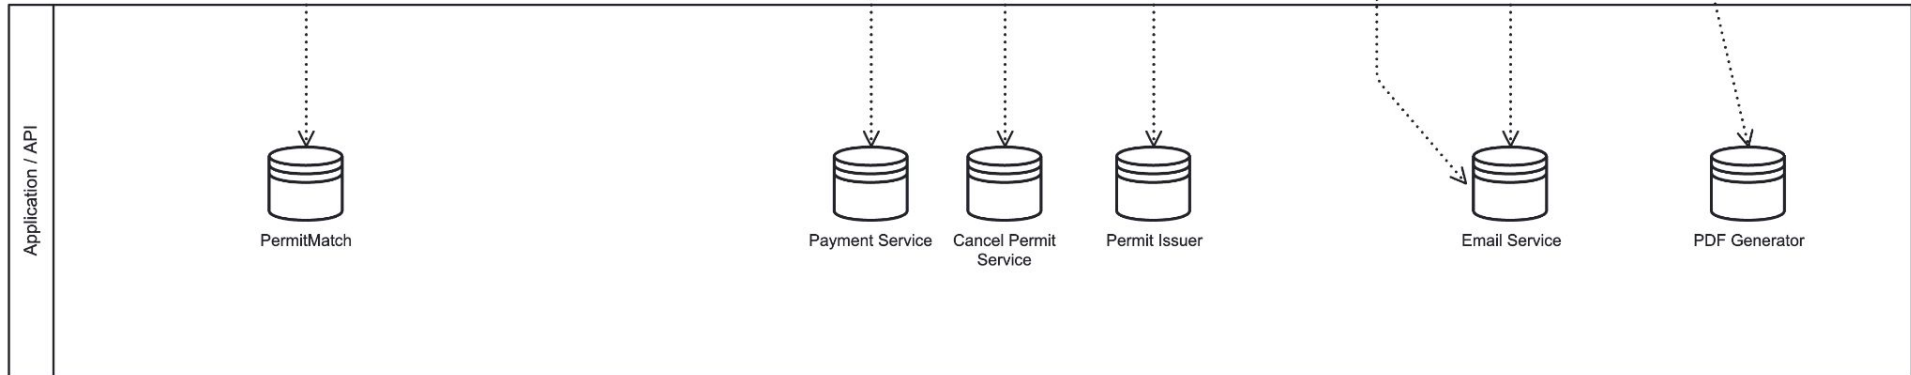 Application / API
PermitMatch
Payment Service
Cancel Permit
Service
Permit Issuer
Email Service
PDF Generator